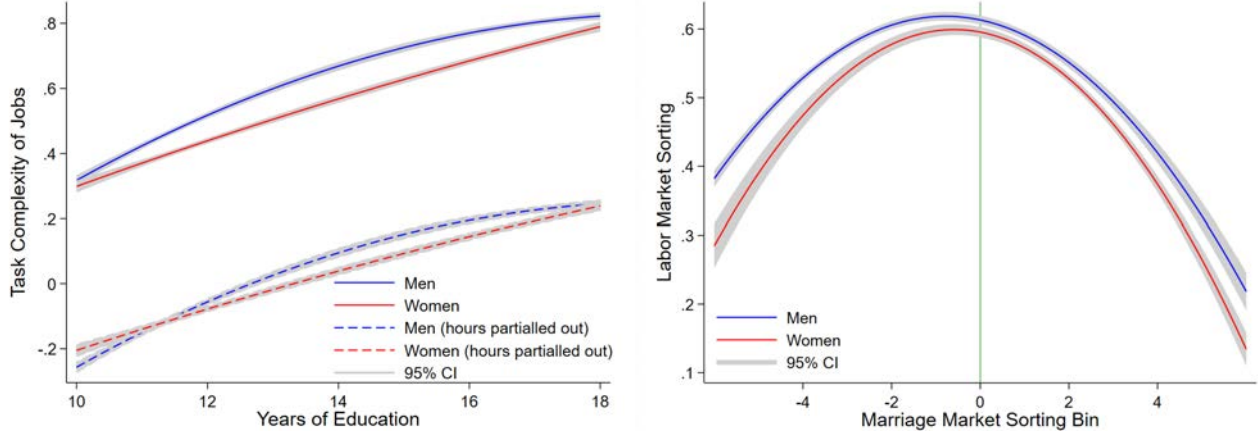 Task Complexity of Jobs
.8
.6
.4
.2
0
-.2
10
12
14
16
18
Years of Education
Men
Women
Men (hours partialled out)
Women (hours partialled out)
95% CI
Labor Market Sorting
.6
.5
.4
.3
.2
.1
-4
-2
0
2
4
Marriage Market Sorting Bin
Men
Women
95% CI